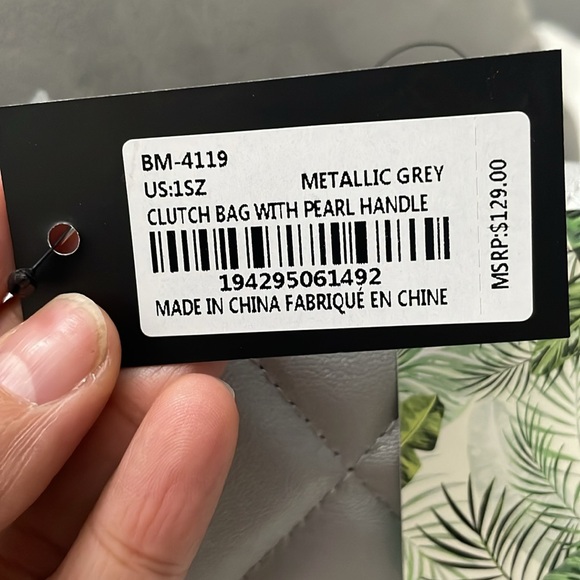 BM-4119
US:1SZ METALLIC GREY
CLUTCH BAG WITH PEARL HANDLE
194295061492
MADE IN CHINA FABRIQUÉ EN CHINE
MSRP:$129.00